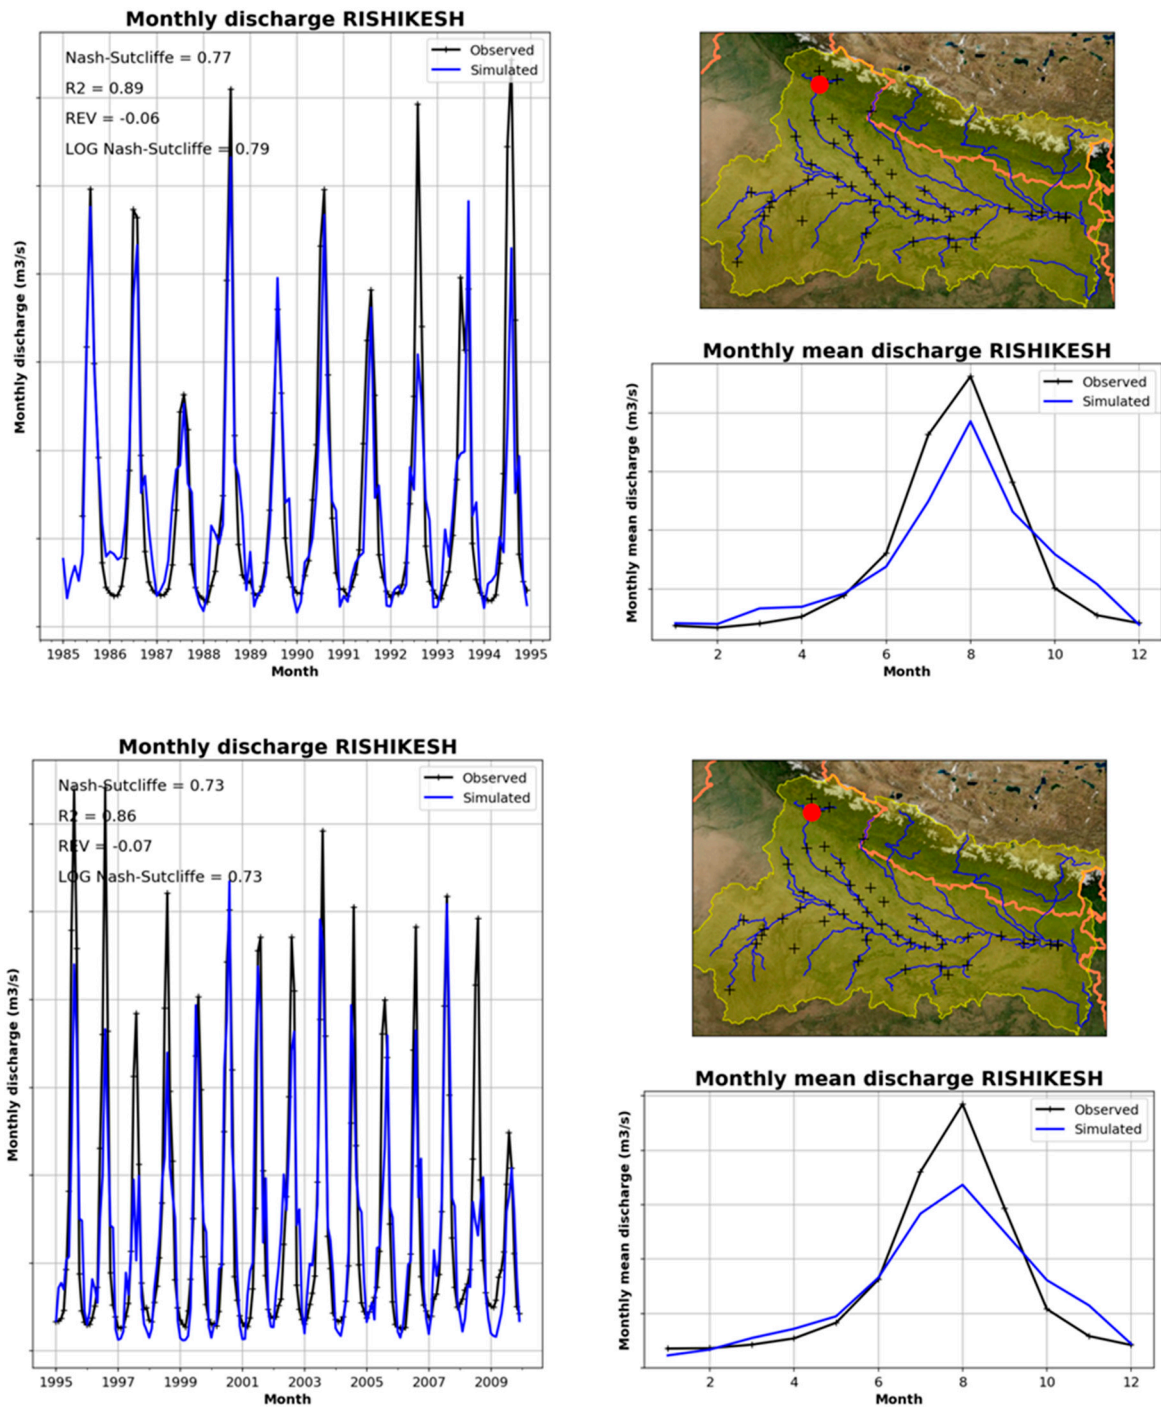 Monthly discharge RISHIKESH
Nash-Sutcliffe = 0.77
R2 = 0.89
REV = -0.06
LOG Nash-Sutcliffe = 0.79
Observed
Simulated
Monthly discharge (m3/s)
1985 1986 1987 1988 1989 1990 1991 1992 1993 1994 1995
Month
Monthly mean discharge RISHIKESH
Observed
Simulated
Monthly mean discharge (m3/s)
2 4 6 8 10 12
Month
Monthly discharge RISHIKESH
Nash-Sutcliffe = 0.73
R2 = 0.86
REV = -0.07
LOG Nash-Sutcliffe = 0.73
Observed
Simulated
Monthly discharge (m3/s)
1995 1997 1999 2001 2003 2005 2007 2009
Month
Monthly mean discharge RISHIKESH
Observed
Simulated
Monthly mean discharge (m3/s)
2 4 6 8 10 12
Month